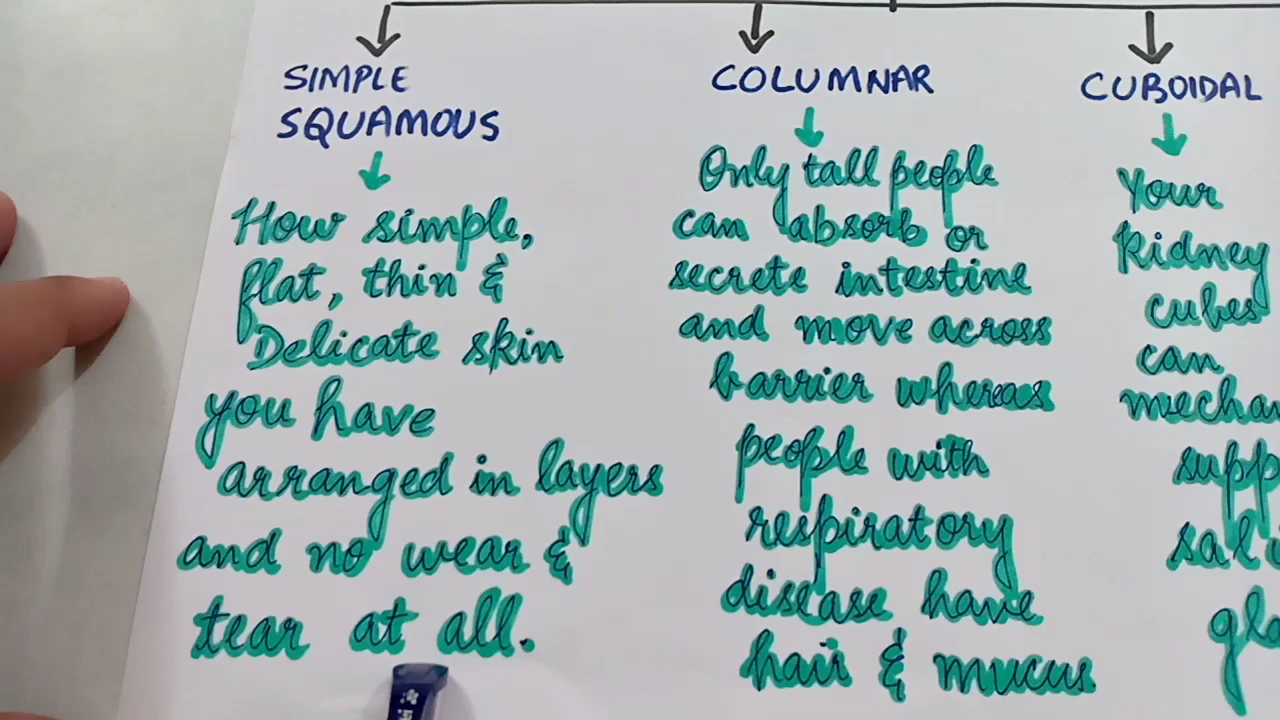 SIMPLE
SQUAMOUS
How simple,
flat, thin &
Delicate skin
you have
arranged in layers
and no wear &
tear at all.
COLUMNAR
Only tall people
can absorb or
secrete intestine
and move across
barrier whereas
people with
respiratory
disease have
hair & mucus
CUBOIDAL
Your
kidney
cubes
can